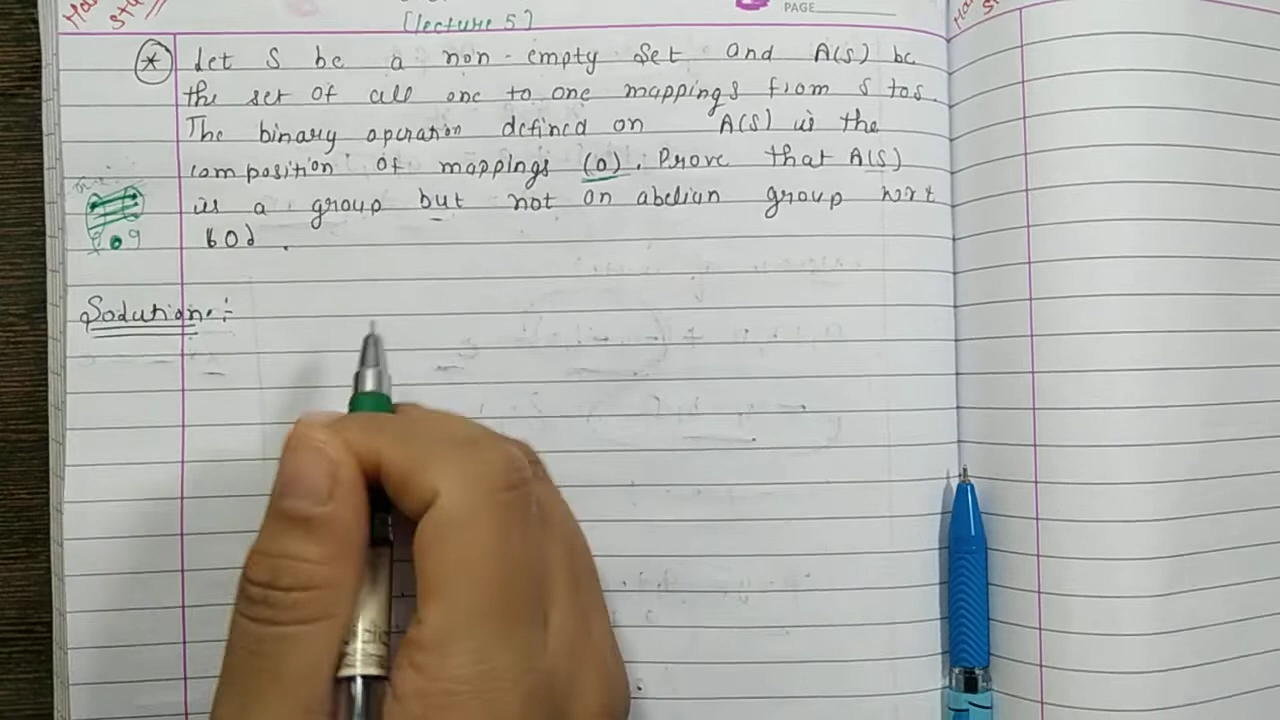 [lecture 5]
PAGE
* Let S be a non-empty Set and A(S) be
the set of all one to one mappings from S to S.
The binary operation defined on A(S) is the
composition of mappings (o). Prove that A(S)
is a group but not an abelian group wrt
Solution :-